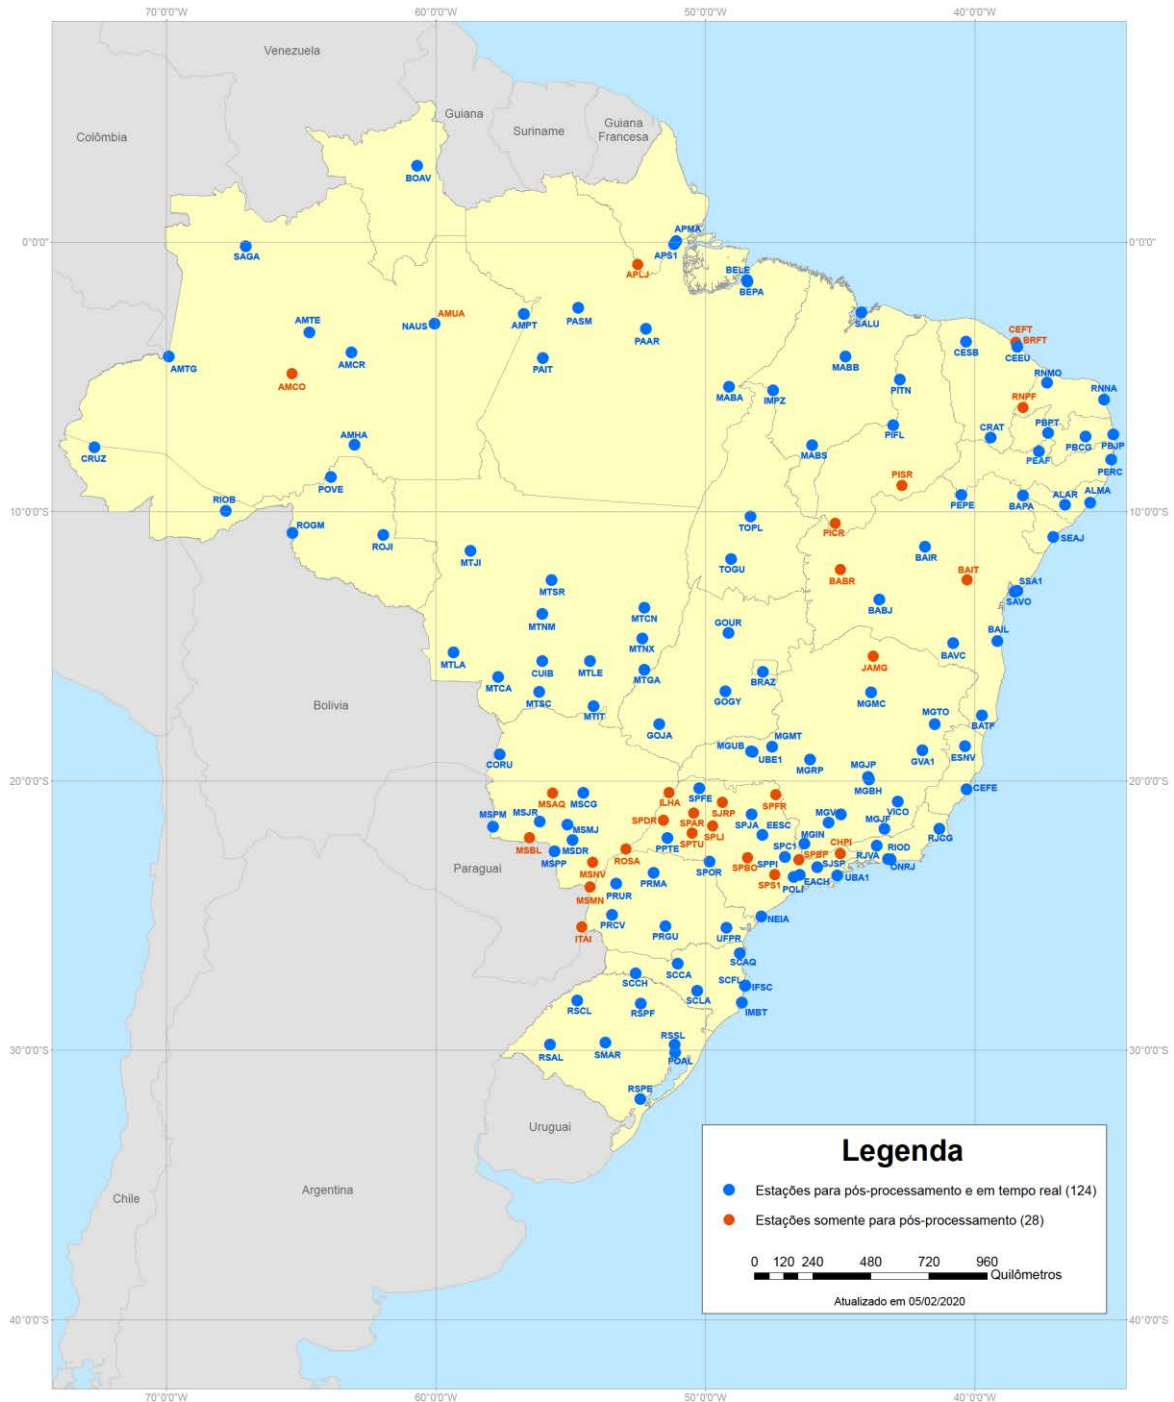 70°0'0"W 60°0'0"W 50°0'0"W 40°0'0"W
Venezuela
Colômbia
Guiana
Suriname
Guiana
Francesa
BOAV
0°0'0" 0°0'0"
SAGA
APMA
APS1
APLJ
BELE
BEPA
AMTE
NAUS
AMUA
AMPT
PASM
PAAR
SALU
CESB
CEFT
BRFT
CEEU
AMTG
AMCR
AMCO
PAIT
MABB
PITN
RNMO
RNNA
RNPF
MABA
IMPZ
CRUZ
AMHA
MABS
PIFL
CRAT
PBPT
PBCG
PBJP
PEAF
PERC
POVE
PISR
RIOB
PEPE
BAPA
ALAR
ALMA
10°0'0"S 10°0'0"S
ROGM
ROJI
TOPL
PICR
SEAJ
MTJI
TOGU
BAIR
BABR
BAIT
MTSR
SSA1
SAVO
MTCN
BABJ
MTNM
MTNX
GOUR
BAIL
MTLA
CUIB
MTLE
MTGA
BRAZ
JAMG
BAVC
MTCA
MTSC
MTIT
GOGY
MGMC
Bolivia
GOJA
MGTO
BATF
MGUB
MGMT
UBE1
MGRP
GVA1
ESNV
CORU
MGJP
MGBH
20°0'0"S 20°0'0"S
CEFE
MSAQ
MSCG
ILHA
SPFE
SJRP
SPFR
VICO
MSPM
MSJR
MSMJ
SPDR
SPAR
SPLI
SPTU
SPJA
EESC
MGV
MGIN
MGJF
RJCG
MSBL
MSDR
MSPP
PPTE
ROSA
SPC1
CHPI
RJVA
RIOD
ONRJ
MSNV
MSMN
PRMA
PRUR
SPOR
SPBO
SPPI
SPBP
SJSP
SPS1
POLI
EACH
UBA1
Paraguai
PRCV
ITAI
PRGU
UFPR
NEIA
SCAQ
SCCA
SCCH
SCFL
IFSC
SCLA
IMBT
RSCL
RSPF
30°0'0"S 30°0'0"S
RSAL
SMAR
RSSL
POAL
RSPE
Uruguai
Argentina
Chile
Legenda
Estações para pós-processamento e em tempo real (124)
Estações somente para pós-processamento (28)
0 120 240 480 720 960
Quilômetros
Atualizado em 05/02/2020
40°0'0"S 40°0'0"S
70°0'0"W 60°0'0"W 50°0'0"W 40°0'0"W